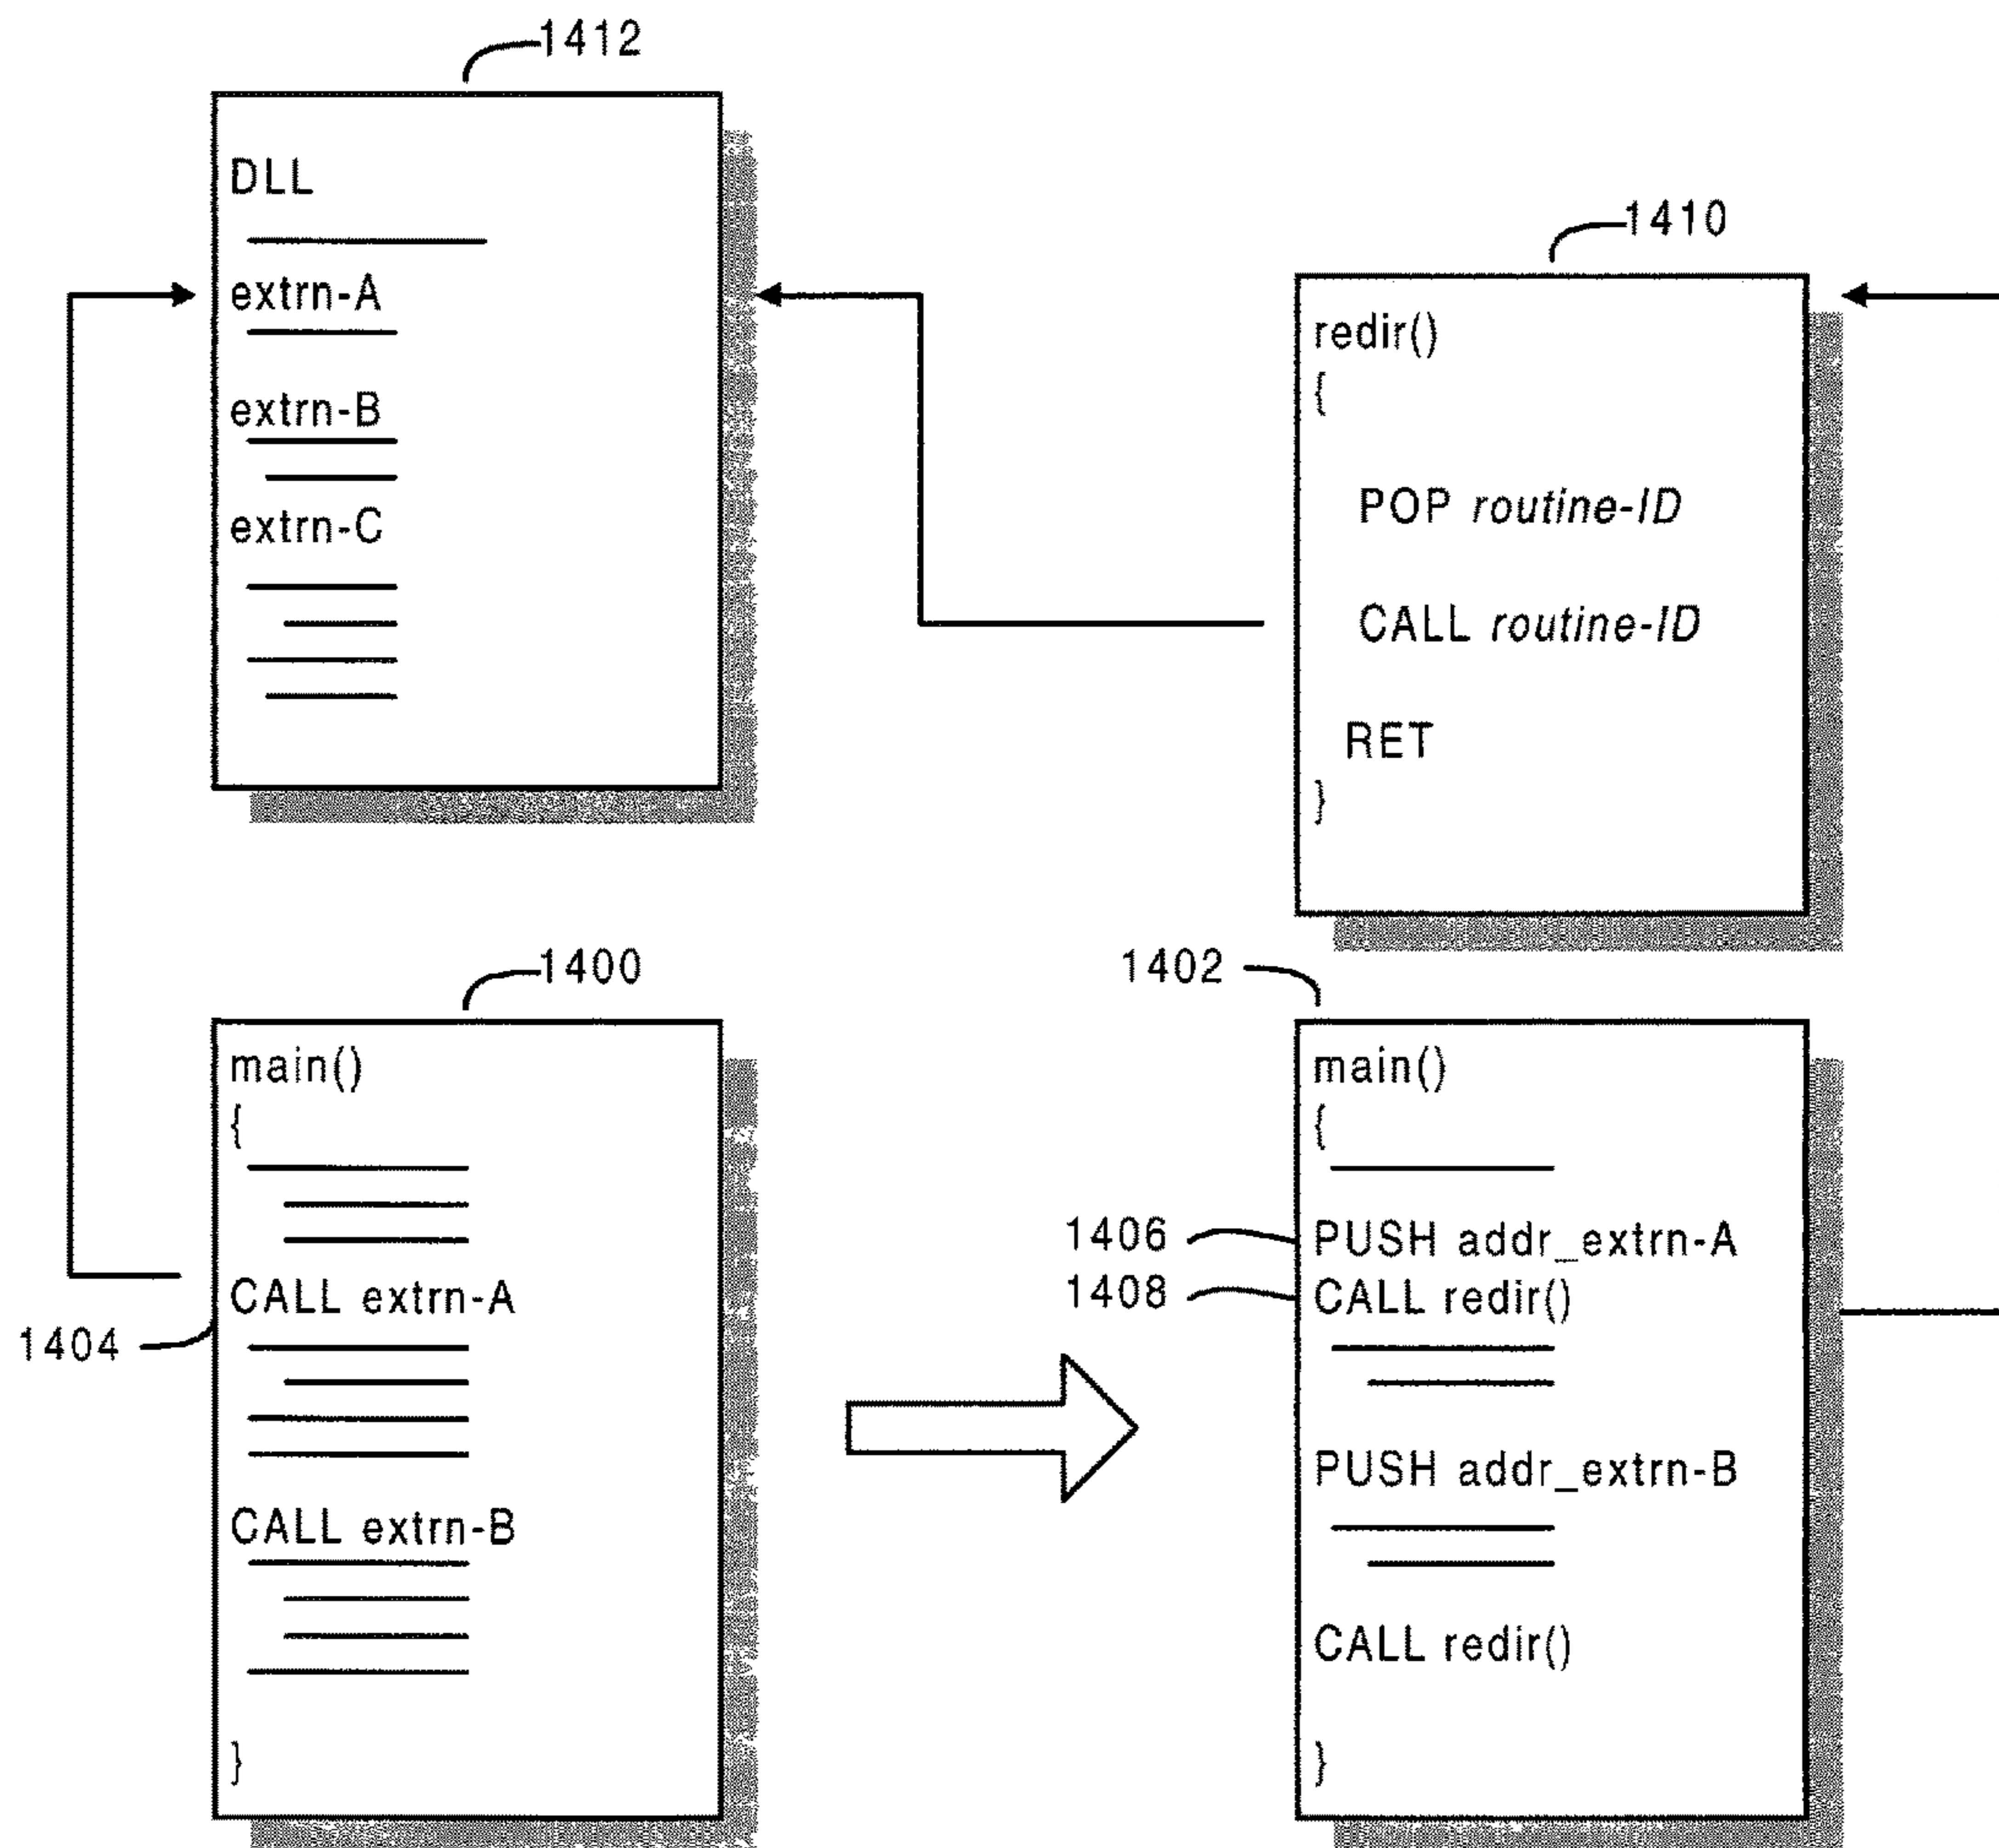 1412
DLL
extrn-A
extrn-B
extrn-C
1410
redir()
{
POP routine-ID
CALL routine-ID
RET
}
1400
main()
{
CALL extrn-A
1404
CALL extrn-B
}
1402
main()
{
1406
PUSH addr_extrn-A
1408
CALL redir()
PUSH addr_extrn-B
CALL redir()
}